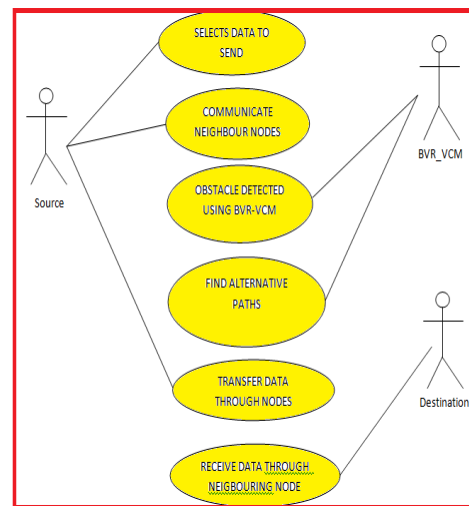 SELECTS DATA TO
SEND
COMMUNICATE
NEIGHBOUR NODES
OBSTACLE DETECTED
USING BVR-VCM
FIND ALTERNATIVE
PATHS
TRANSFER DATA
THROUGH NODES
RECEIVE DATA THROUGH
NEIGBOURING NODE
Source
BVR_VCM
Destination